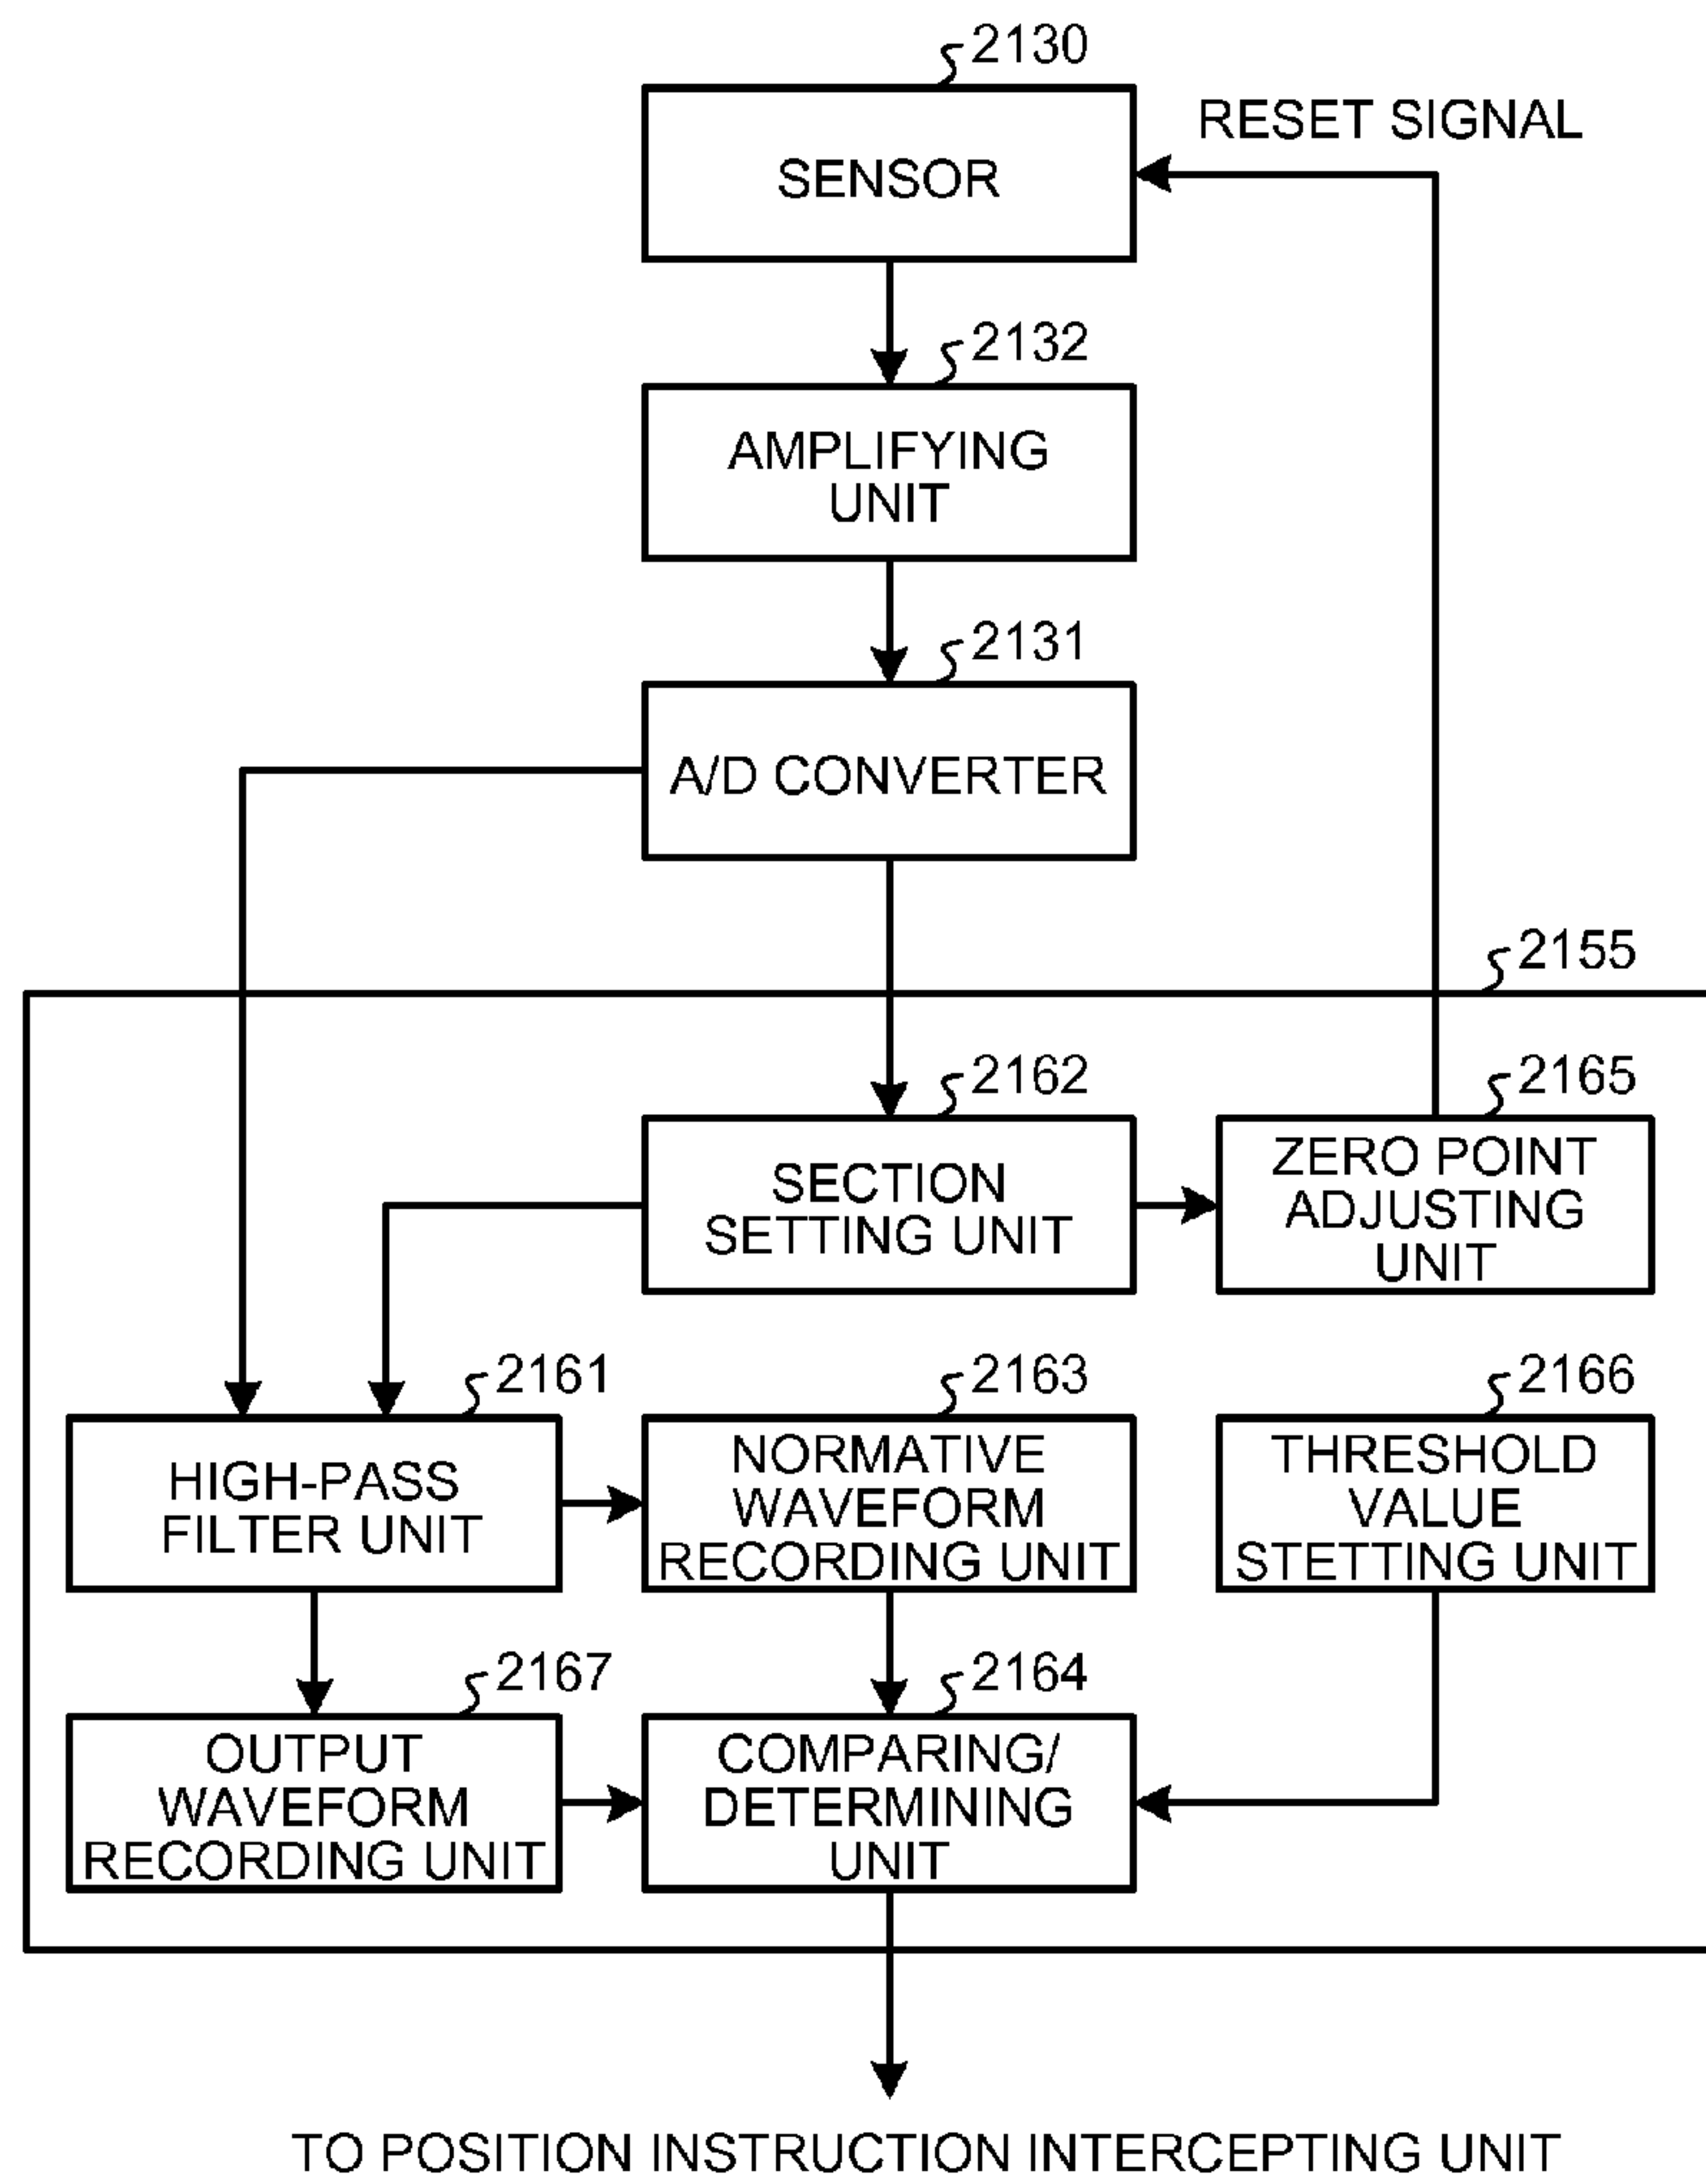 2130
RESET SIGNAL
SENSOR
2132
AMPLIFYING
UNIT
2131
A/D CONVERTER
2155
2162
2165
SECTION
SETTING UNIT
ZERO POINT
ADJUSTING
UNIT
2161
2163
2166
HIGH-PASS
FILTER UNIT
NORMATIVE
WAVEFORM
RECORDING UNIT
THRESHOLD
VALUE
STETTING UNIT
2167
2164
OUTPUT
WAVEFORM
RECORDING UNIT
COMPARING/
DETERMINING
UNIT
TO POSITION INSTRUCTION INTERCEPTING UNIT